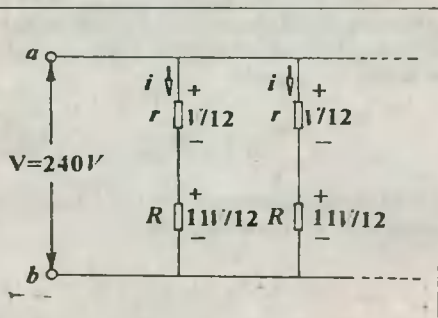 a
i + i +
r V/12 r V/12
− −
V=240V
+ +
R 11V/12 R 11V/12
− −
b